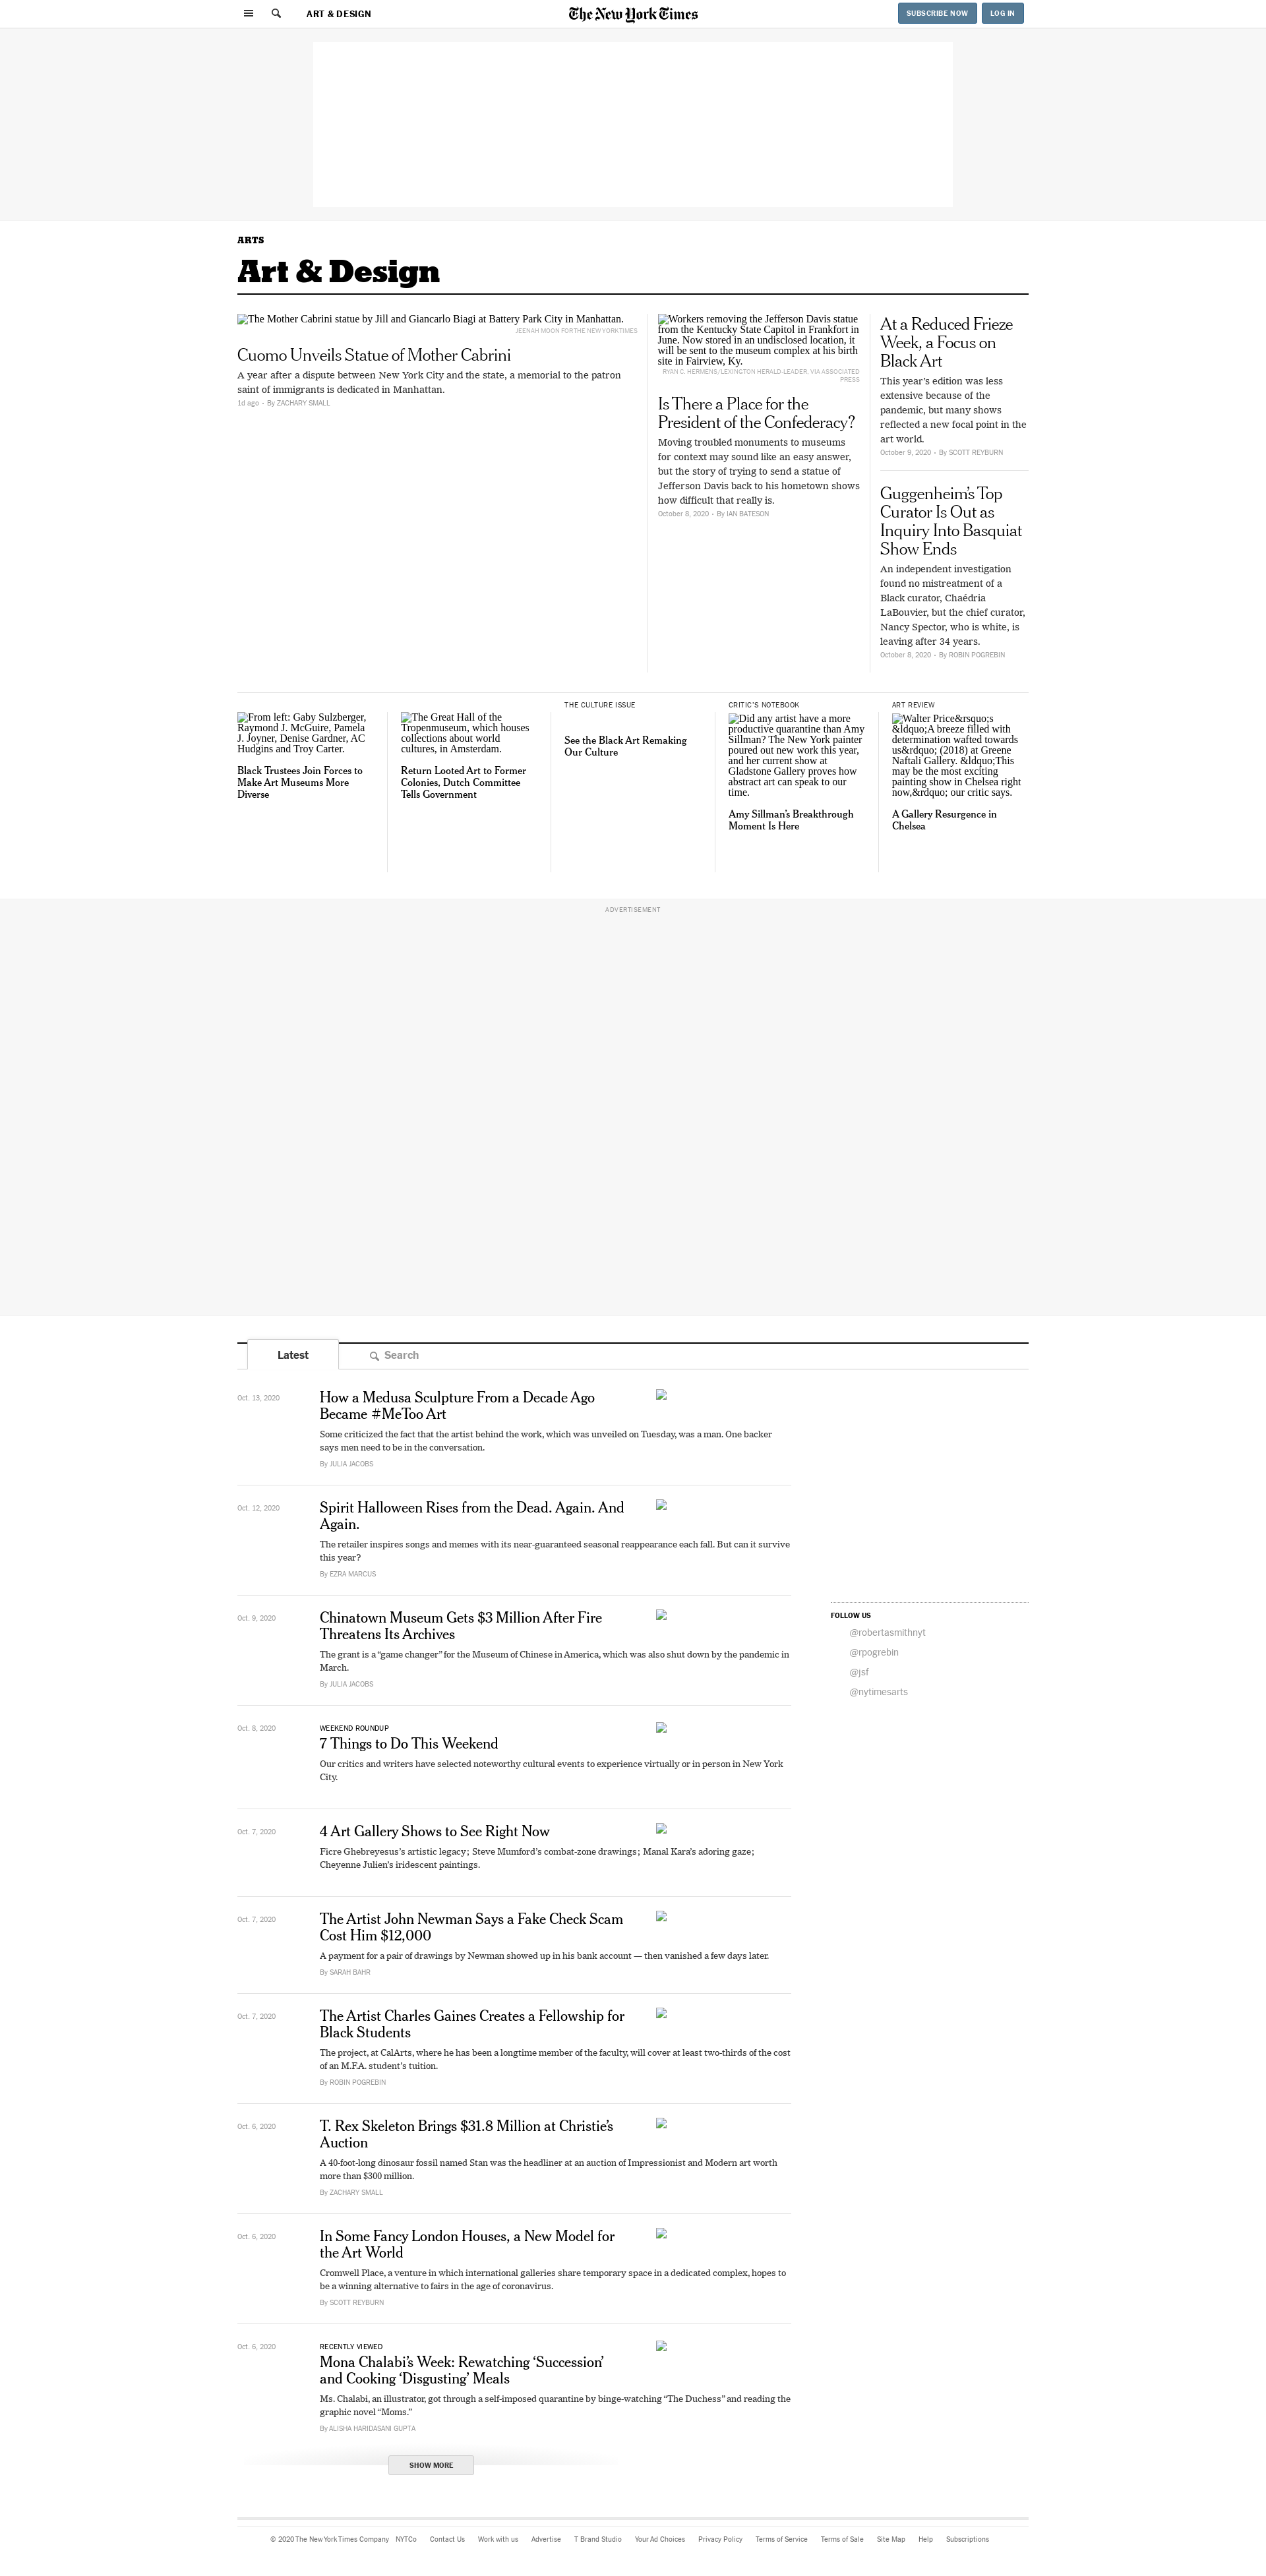 ART & DESIGN
The New York Times
SUBSCRIBE NOW
LOG IN
ARTS
Art & Design
The Mother Cabrini statue by Jill and Giancarlo Biagi at Battery Park City in Manhattan.
JEENAH MOON FOR THE NEW YORK TIMES
Cuomo Unveils Statue of Mother Cabrini
A year after a dispute between New York City and the state, a memorial to the patron
saint of immigrants is dedicated in Manhattan.
1d ago - By ZACHARY SMALL
Workers removing the Jefferson Davis statue
from the Kentucky State Capitol in Frankfort in
June. Now stored in an undisclosed location, it
will be sent to the museum complex at his birth
site in Fairview, Ky.
RYAN C. HERMENS/LEXINGTON HERALD-LEADER, VIA ASSOCIATED
PRESS
Is There a Place for the
President of the Confederacy?
Moving troubled monuments to museums
for context may sound like an easy answer,
but the story of trying to send a statue of
Jefferson Davis back to his hometown shows
how difficult that really is.
October 8, 2020 - By IAN BATESON
At a Reduced Frieze
Week, a Focus on
Black Art
This year’s edition was less
extensive because of the
pandemic, but many shows
reflected a new focal point in the
art world.
October 9, 2020 - By SCOTT REYBURN
Guggenheim’s Top
Curator Is Out as
Inquiry Into Basquiat
Show Ends
An independent investigation
found no mistreatment of a
Black curator, Chaédria
LaBouvier, but the chief curator,
Nancy Spector, who is white, is
leaving after 34 years.
October 8, 2020 - By ROBIN POGREBIN
From left: Gaby Sulzberger,
Raymond J. McGuire, Pamela
J. Joyner, Denise Gardner, AC
Hudgins and Troy Carter.
Black Trustees Join Forces to
Make Art Museums More
Diverse
The Great Hall of the
Tropenmuseum, which houses
collections about world
cultures, in Amsterdam.
Return Looted Art to Former
Colonies, Dutch Committee
Tells Government
THE CULTURE ISSUE
See the Black Art Remaking
Our Culture
CRITIC’S NOTEBOOK
Did any artist have a more
productive quarantine than Amy
Sillman? The New York painter
poured out new work this year,
and her current show at
Gladstone Gallery proves how
abstract art can speak to our
time.
Amy Sillman’s Breakthrough
Moment Is Here
ART REVIEW
Walter Price&rsquo;s
&ldquo;A breeze filled with
determination wafted towards
us&rdquo; (2018) at Greene
Naftali Gallery. &ldquo;This
may be the most exciting
painting show in Chelsea right
now,&rdquo; our critic says.
A Gallery Resurgence in
Chelsea
ADVERTISEMENT
Latest
Search
Oct. 13, 2020
How a Medusa Sculpture From a Decade Ago
Became #MeToo Art
Some criticized the fact that the artist behind the work, which was unveiled on Tuesday, was a man. One backer
says men need to be in the conversation.
By JULIA JACOBS
Oct. 12, 2020
Spirit Halloween Rises from the Dead. Again. And
Again.
The retailer inspires songs and memes with its near-guaranteed seasonal reappearance each fall. But can it survive
this year?
By EZRA MARCUS
Oct. 9, 2020
Chinatown Museum Gets $3 Million After Fire
Threatens Its Archives
The grant is a “game changer” for the Museum of Chinese in America, which was also shut down by the pandemic in
March.
By JULIA JACOBS
FOLLOW US
@robertasmithnyt
@rpogrebin
@jsf
@nytimesarts
Oct. 8, 2020
WEEKEND ROUNDUP
7 Things to Do This Weekend
Our critics and writers have selected noteworthy cultural events to experience virtually or in person in New York
City.
Oct. 7, 2020
4 Art Gallery Shows to See Right Now
Ficre Ghebreyesus’s artistic legacy; Steve Mumford’s combat-zone drawings; Manal Kara’s adoring gaze;
Cheyenne Julien’s iridescent paintings.
Oct. 7, 2020
The Artist John Newman Says a Fake Check Scam
Cost Him $12,000
A payment for a pair of drawings by Newman showed up in his bank account — then vanished a few days later.
By SARAH BAHR
Oct. 7, 2020
The Artist Charles Gaines Creates a Fellowship for
Black Students
The project, at CalArts, where he has been a longtime member of the faculty, will cover at least two-thirds of the cost
of an M.F.A. student’s tuition.
By ROBIN POGREBIN
Oct. 6, 2020
T. Rex Skeleton Brings $31.8 Million at Christie’s
Auction
A 40-foot-long dinosaur fossil named Stan was the headliner at an auction of Impressionist and Modern art worth
more than $300 million.
By ZACHARY SMALL
Oct. 6, 2020
In Some Fancy London Houses, a New Model for
the Art World
Cromwell Place, a venture in which international galleries share temporary space in a dedicated complex, hopes to
be a winning alternative to fairs in the age of coronavirus.
By SCOTT REYBURN
Oct. 6, 2020
RECENTLY VIEWED
Mona Chalabi’s Week: Rewatching ‘Succession’
and Cooking ‘Disgusting’ Meals
Ms. Chalabi, an illustrator, got through a self-imposed quarantine by binge-watching “The Duchess” and reading the
graphic novel “Moms.”
By ALISHA HARIDASANI GUPTA
SHOW MORE
© 2020 The New York Times Company NYTCo Contact Us Work with us Advertise T Brand Studio Your Ad Choices Privacy Policy Terms of Service Terms of Sale Site Map Help Subscriptions